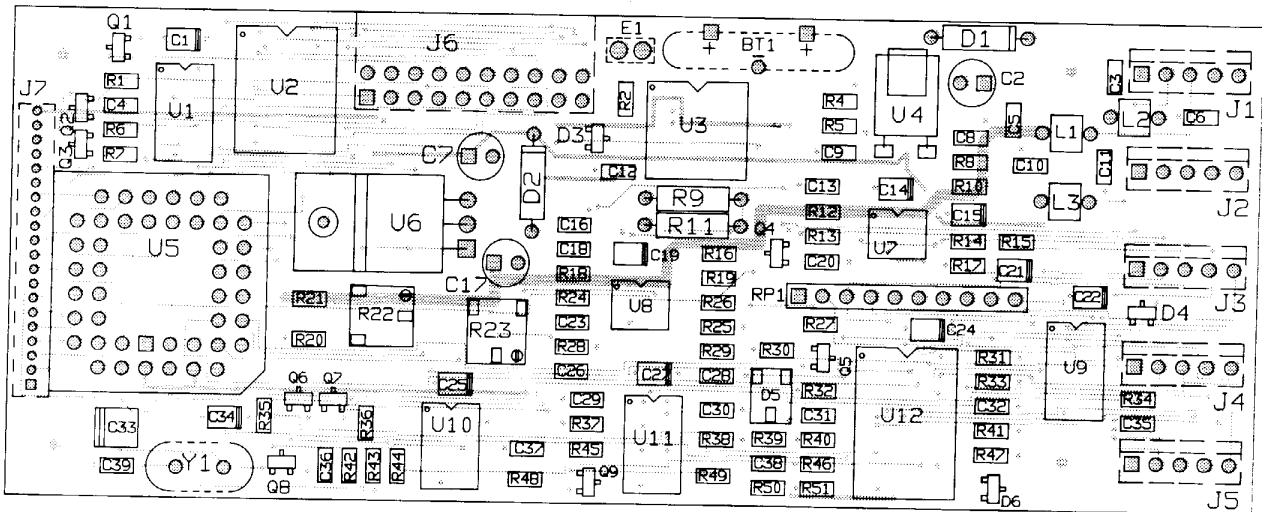 Q1
C1
U2
J6
E1
+
BT1
+
D1
J7
R1
C4
R6
R7
Q2
Q3
U1
R2
U3
R4
R5
C9
U4
C2
C3
C5
L1
L2
C6
J1
D3
C7
D2
C12
C8
R8
R10
C10
C11
L3
J2
U5
U6
R9
R11
C13
R12
R13
C20
C14
U7
C15
R14
R17
R15
C21
C16
C18
R18
R24
C23
R28
C26
C19
Q4
R16
R19
R26
R25
R29
C28
C17
U8
RP1
J3
R21
R20
R22
R23
R27
C24
C22
D4
R30
Q5
U9
R31
R33
C32
R41
R47
J4
C25
C27
D5
R32
C31
R40
R46
R51
U12
R34
C35
Q6
Q7
C33
C34
R35
R36
U10
C29
R37
R45
U11
C30
R38
R39
C38
R50
C39
Y1
Q8
C36
R42
R43
R44
C37
R48
Q9
R49
D6
J5